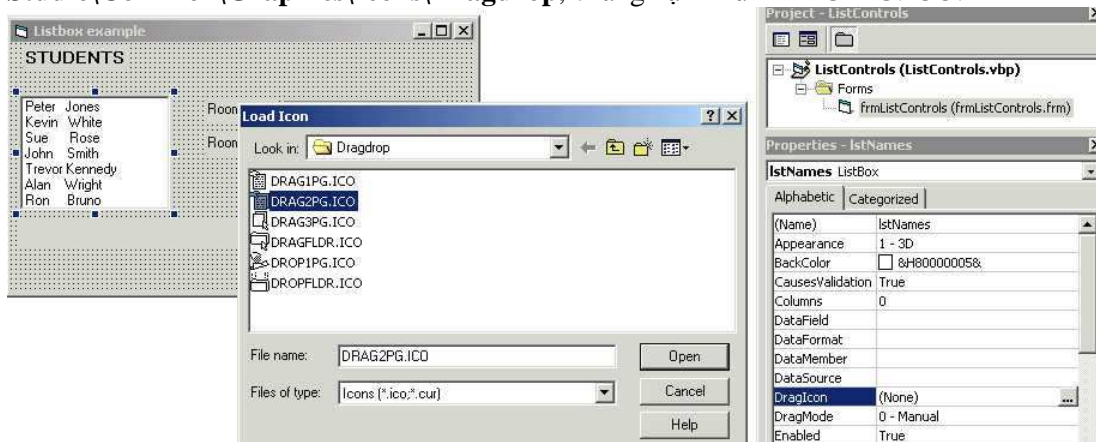 Listbox example
STUDENTS
Peter Jones
Kevin White
Sue Rose
John Smith
Trevor Kennedy
Alan Wright
Ron Bruno
Roon
Roon
Load Icon
Look in: Dragdrop
DRAG1PG.ICO
DRAG2PG.ICO
DRAG3PG.ICO
DRAGFLDR.ICO
DROP1PG.ICO
DROPFLDR.ICO
File name: DRAG2PG.ICO
Open
Files of type: Icons (*.ico;*.cur)
Cancel
Help
Project - ListControls
ListControls (ListControls.vbp)
Forms
frmListControls (frmListControls.frm)
Properties - lstNames
lstNames ListBox
Alphabetic Categorized
(Name) lstNames
Appearance 1 - 3D
BackColor &H80000005&
CausesValidation True
Columns 0
DataField
DataFormat
DataMember
DataSource
DragIcon (None) ...
DragMode 0 - Manual
Enabled True